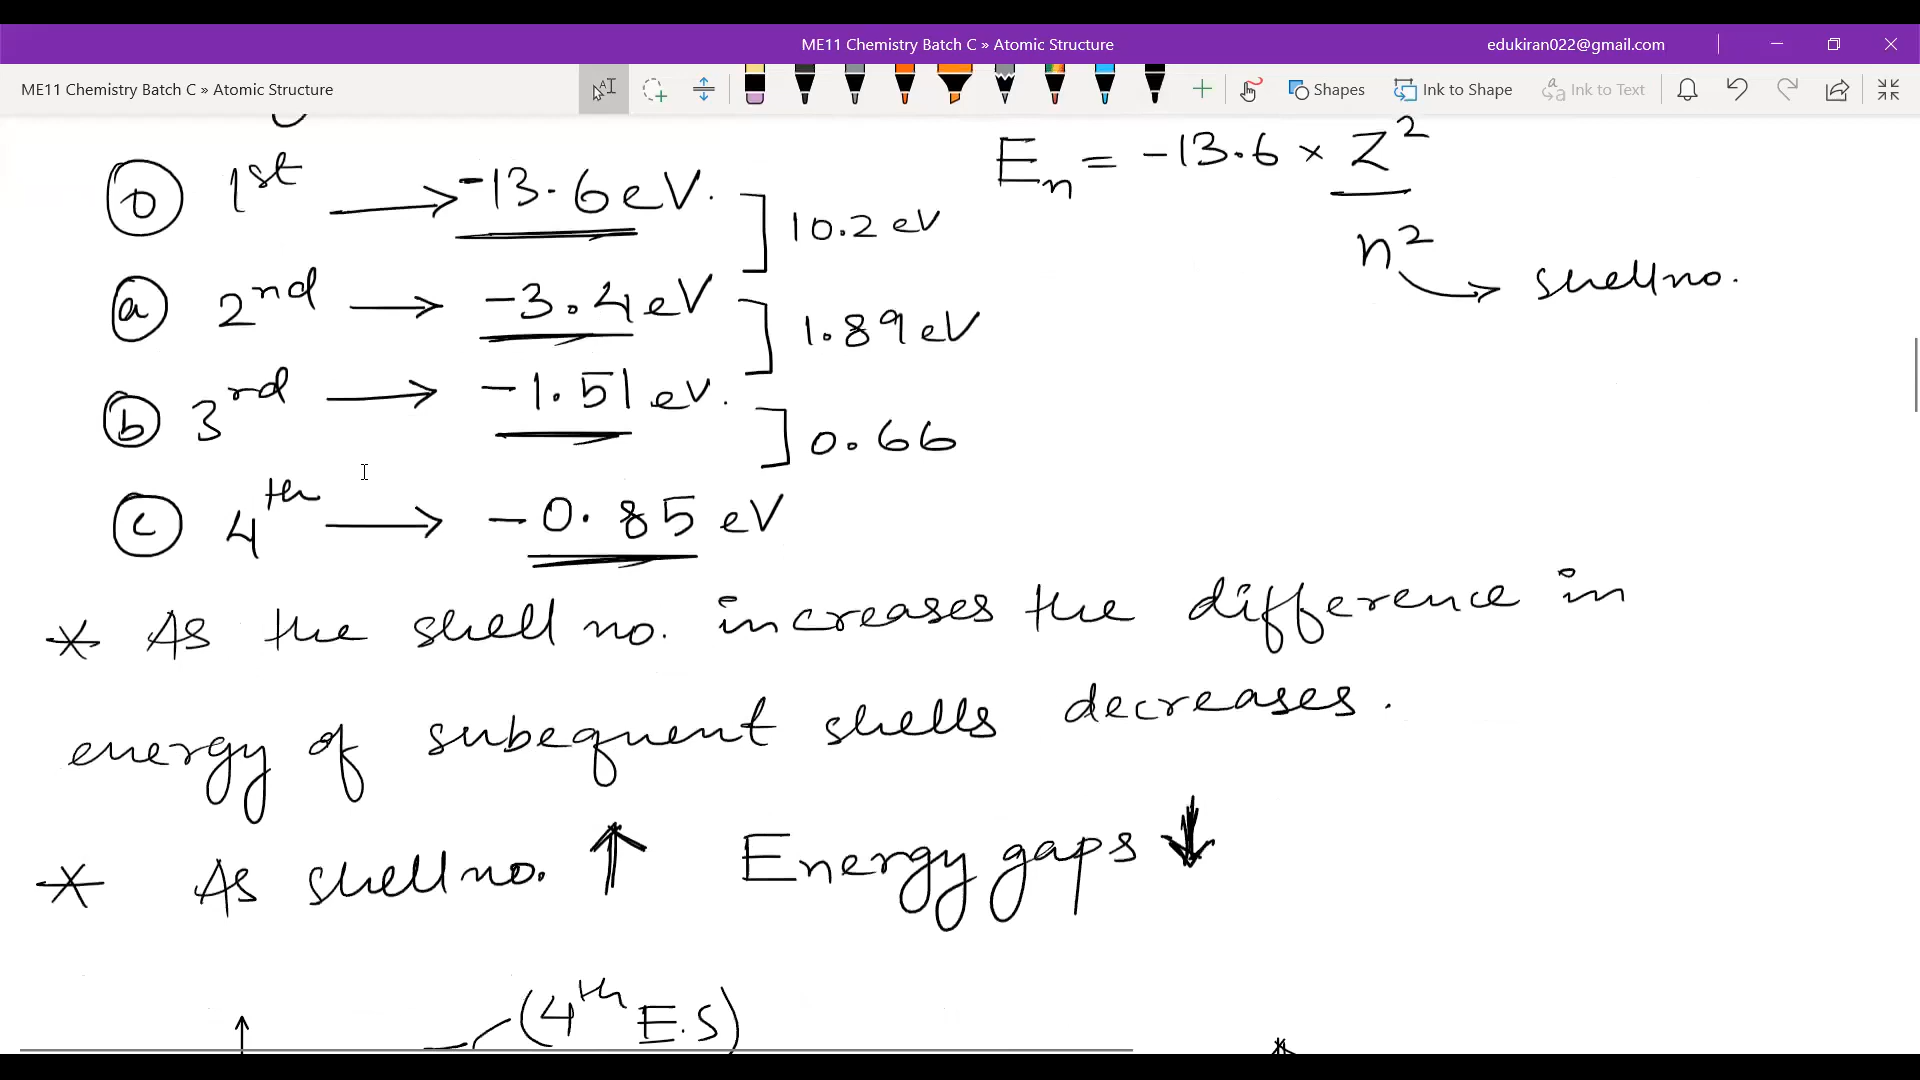 ME11 Chemistry Batch C » Atomic Structure
edukiran022@gmail.com
ME11 Chemistry Batch C » Atomic Structure
Shapes
Ink to Shape
Ink to Text
1st → -13.6 eV.
10.2 eV
En = -13.6 × Z²
n²
shell no.
a 2nd → -3.4 eV
1.89 eV
b 3rd → -1.51 eV.
0.66
c 4th → -0.85 eV
* As the shell no. increases the difference in
energy of subequent shells decreases.
* As shell no. ↑ Energy gaps ↓
(4th E.S)